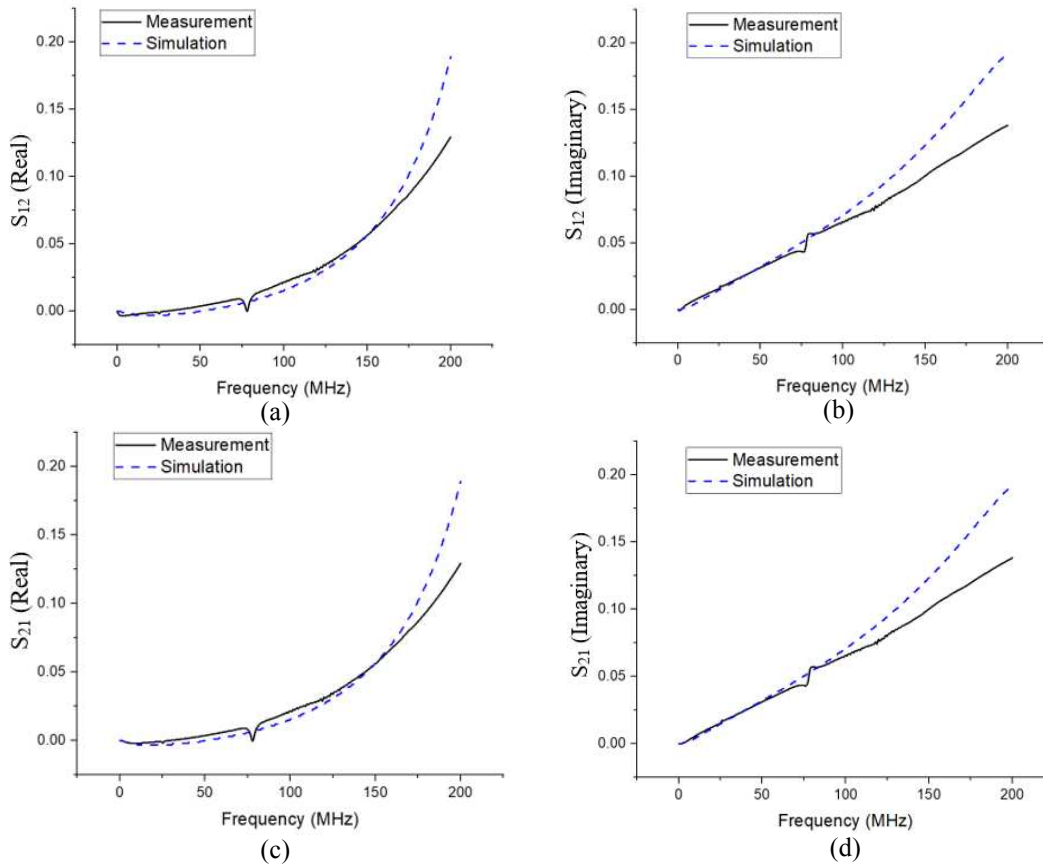 Measurement
Simulation
0.20
0.15
0.10
0.05
0.00
S12 (Real)
0 50 100 150 200
Frequency (MHz)
(a)
Measurement
Simulation
0.20
0.15
0.10
0.05
0.00
S12 (Imaginary)
0 50 100 150 200
Frequency (MHz)
(b)
Measurement
Simulation
0.20
0.15
0.10
0.05
0.00
S21 (Real)
0 50 100 150 200
Frequency (MHz)
(c)
Measurement
Simulation
0.20
0.15
0.10
0.05
0.00
S21 (Imaginary)
0 50 100 150 200
Frequency (MHz)
(d)